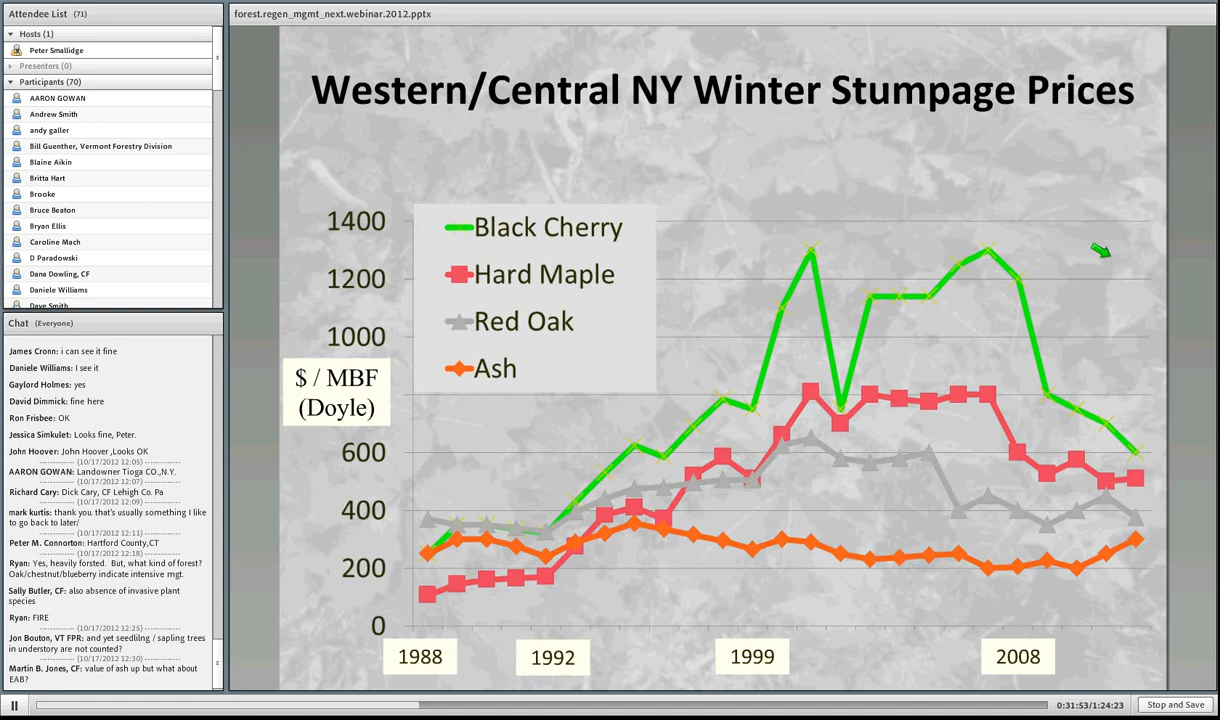 Attendee List (71)
Hosts (1)
Peter Smallidge
Presenters (0)
Participants (70)
AARON GOWAN
Andrew Smith
andy galler
Bill Guenther, Vermont Forestry Division
Blaine Aikin
Britta Hart
Brooke
Bruce Beaton
Bryan Ellis
Caroline Mach
D Paradowski
Dana Dowling, CF
Daniele Williams
Dave Smith
Chat (Everyone)
James Cronn: i can see it fine
Daniele Williams: I see it
Gaylord Holmes: yes
David Dimmick: fine here
Ron Frisbee: OK
Jessica Simkulet: Looks fine, Peter.
John Hoover: John Hoover ,Looks OK
------------ (10/17/2012 12:05) ------------
AARON GOWAN: Landowner Tioga CO.,N.Y.
------------ (10/17/2012 12:07) ------------
Richard Cary: Dick Cary, CF Lehigh Co. Pa
------------ (10/17/2012 12:09) ------------
mark kurtis: thank you. that's usually something I like
to go back to later/
------------ (10/17/2012 12:11) ------------
Peter M. Connorton: Hartford County,CT
------------ (10/17/2012 12:18) ------------
Ryan: Yes, heavily forsted. But, what kind of forest?
Oak/chestnut/blueberry indicate intensive mgt.
Sally Butler, CF: also absence of invasive plant
species
Ryan: FIRE
------------ (10/17/2012 12:25) ------------
Jon Bouton, VT FPR: and yet seedlilng / sapling trees
in understory are not counted?
------------ (10/17/2012 12:30) ------------
Martin B. Jones, CF: value of ash up but what about
EAB?
forest.regen_mgmt_next.webinar.2012.pptx
Western/Central NY Winter Stumpage Prices
1400
1200
1000
$ / MBF
(Doyle)
600
400
200
0
Black Cherry
Hard Maple
Red Oak
Ash
1988
1992
1999
2008
0:31:53/1:24:23
Stop and Save